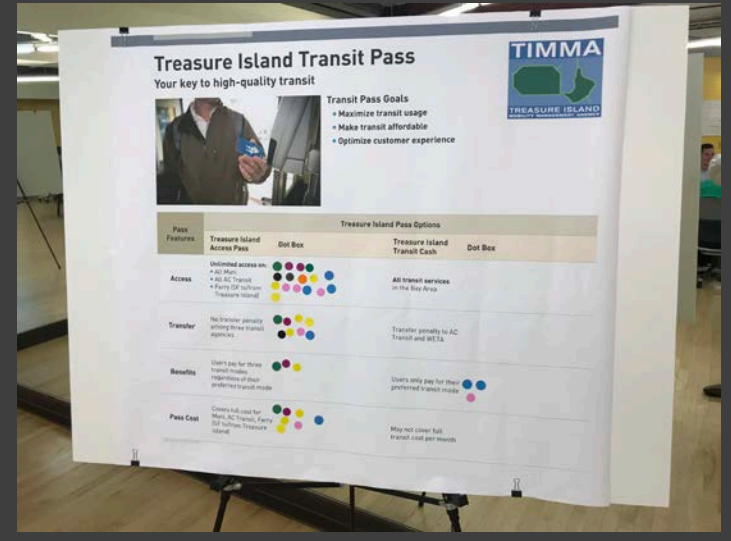 Treasure Island Transit Pass
Your key to high-quality transit
TIMMA
TREASURE ISLAND
MOBILITY MANAGEMENT AGENCY
Transit Pass Goals
• Maximize transit usage
• Make transit affordable
• Optimize customer experience
Pass
Features
Treasure Island Pass Options
Treasure Island
Access Pass
Dot Box
Treasure Island
Transit Cash
Dot Box
Access
Unlimited access on:
• All Muni
• All AC Transit
• Ferry (SF to/from
Treasure Island)
All transit services
in the Bay Area
Transfer
No transfer penalty
among three transit
agencies
Transfer penalty to AC
Transit and WETA
Benefits
Users pay for three
transit modes
regardless of their
preferred transit mode
Users only pay for their
preferred transit mode
Pass Cost
Covers full cost for
Muni, AC Transit, Ferry
(SF to/from Treasure
Island)
May not cover full
transit cost per month